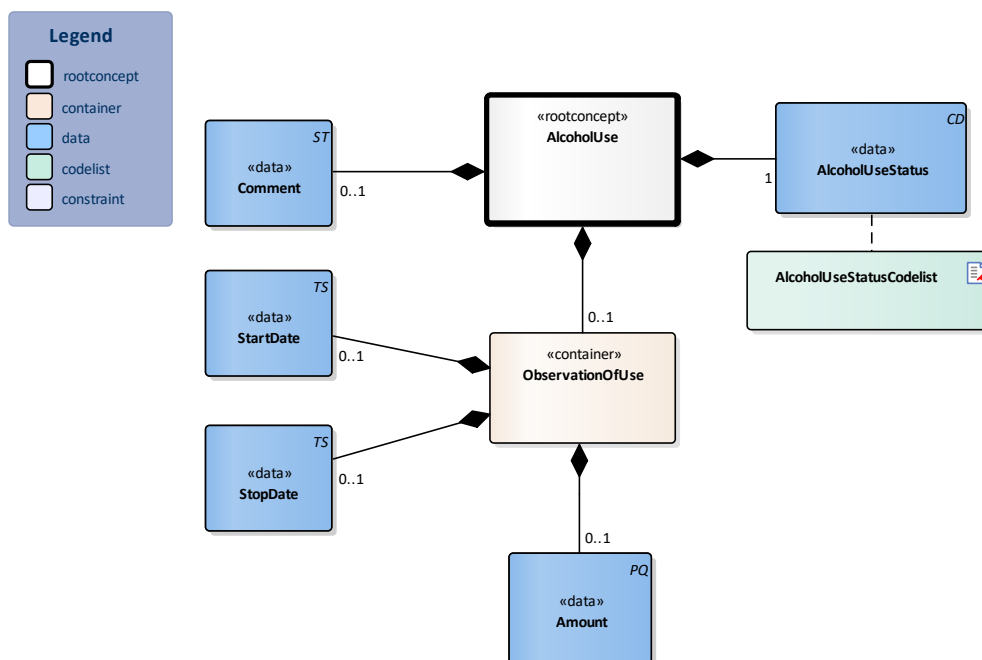 Legend
rootconcept
container
data
codelist
constraint
«rootconcept»
AlcoholUse
ST
«data»
Comment
0..1
CD
«data»
AlcoholUseStatus
1
AlcoholUseStatusCodelist
TS
«data»
StartDate
0..1
0..1
«container»
ObservationOfUse
TS
«data»
StopDate
0..1
0..1
PQ
«data»
Amount